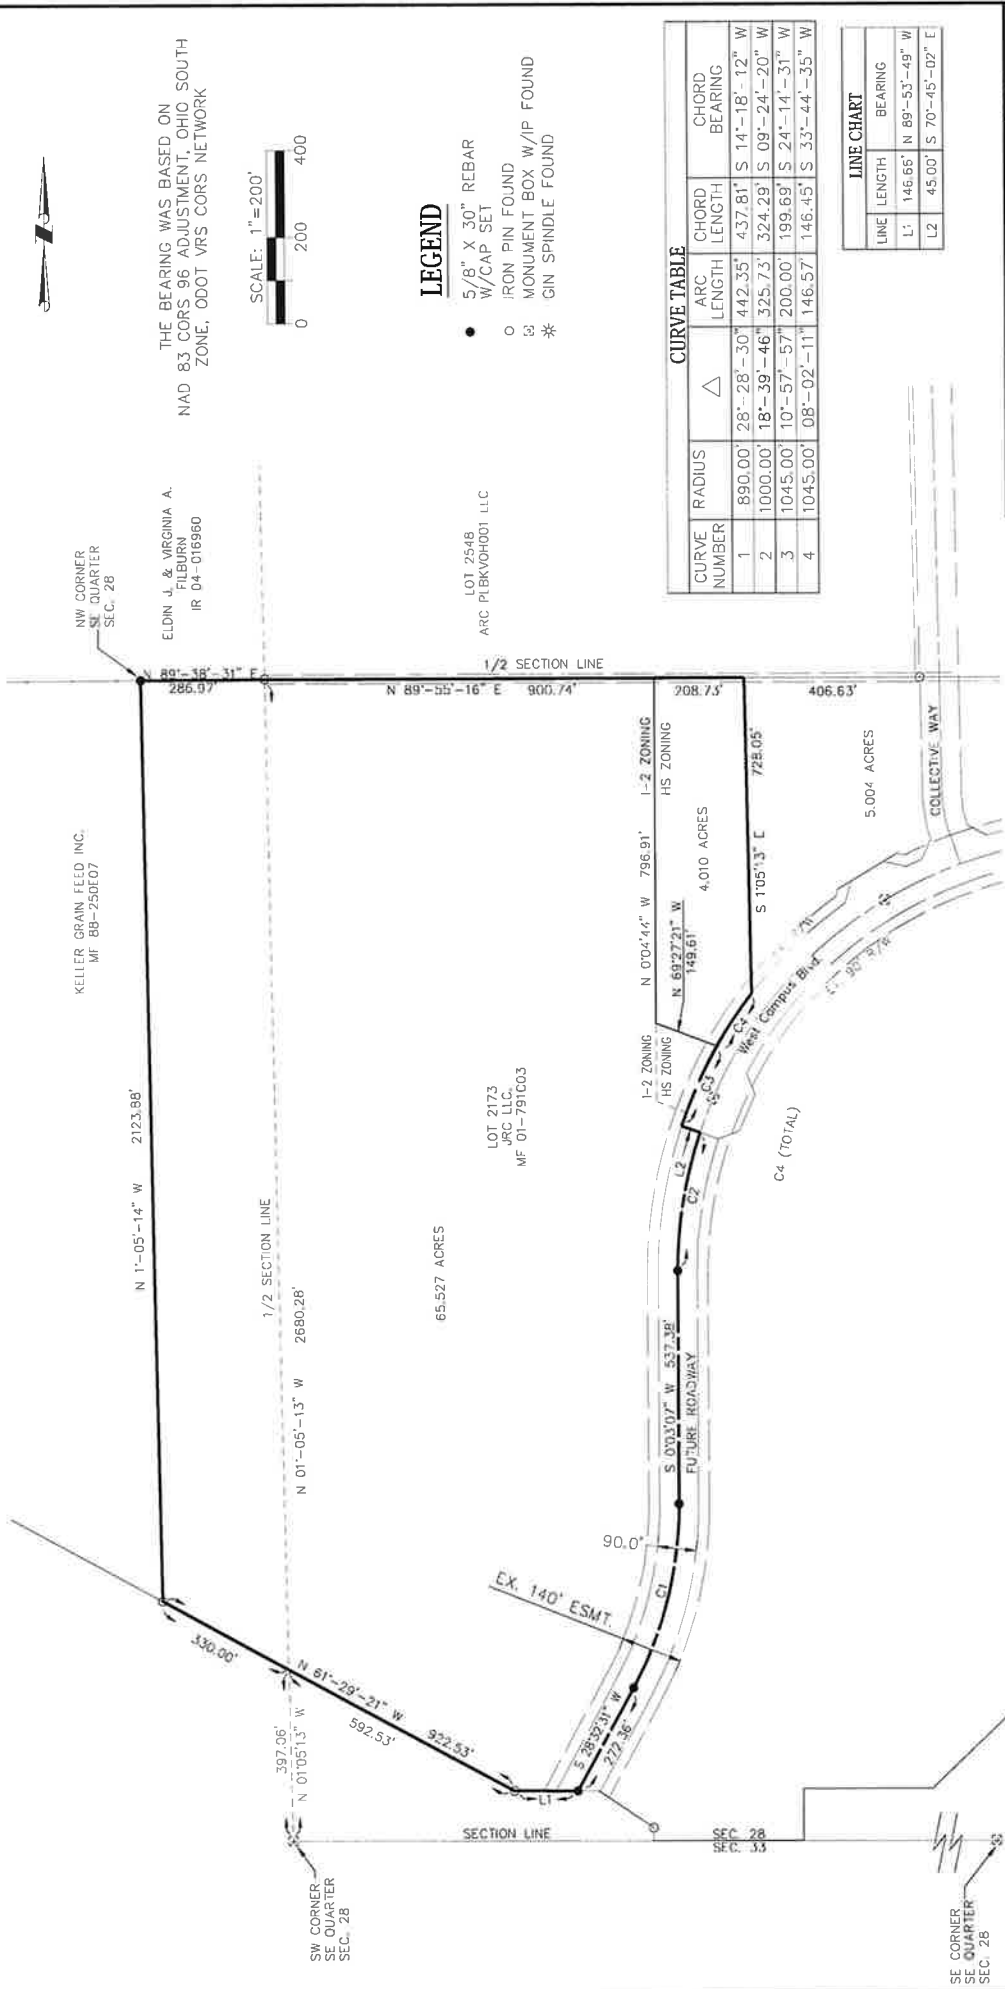 THE BEARING WAS BASED ON
NAD 83 CORS 96 ADJUSTMENT, OHIO SOUTH
ZONE, ODOT VRS CORS NETWORK
SCALE: 1"=200'
0 200 400
LEGEND
5/8" X 30" REBAR
W/CAP SET
IRON PIN FOUND
MONUMENT BOX W/IP FOUND
GIN SPINDLE FOUND
CURVE TABLE
CURVE NUMBER RADIUS △ ARC LENGTH CHORD LENGTH CHORD BEARING
1 890.00' 28°-28'-30" 442.35' 437.81' S 14°-18'-12" W
2 1000.00' 18°-39'-46" 325.73' 324.29' S 09°-24'-20" W
3 1045.00' 10°-57'-57" 200.00' 199.69' S 24°-14'-31" W
4 1045.00' 08°-02'-11" 146.57' 146.45' S 33°-44'-35" W
LINE CHART
LINE LENGTH BEARING
L1 146.66' N 89°-53'-49" W
L2 45.00' S 70°-45'-02" E
NW CORNER
SE QUARTER
SEC. 28
ELDIN J. & VIRGINIA A.
FILBURN
IR 04-016960
LOT 2548
ARC PLBKVOH001 LLC
N 89°-38'-31" E
286.97'
1/2 SECTION LINE
N 89°-55'-16" E 900.74'
208.73'
406.63'
KELLER GRAIN FEED INC.
MF 88-250E07
I-2 ZONING
HS ZONING
N 0°04'44" W 796.91'
N 69°27'21" W
149.61'
4.010 ACRES
728.05'
S 1°05'13" E
5.004 ACRES
COLLECTIVE WAY
I-2 ZONING
HS ZONING
C4
West Campus Blvd.
EX. 90' R/W
C3
C4 (TOTAL)
N 1°-05'-14" W 2123.88'
LOT 2173
JRC LLC.
MF 01-791C03
L2
C2
1/2 SECTION LINE
N 01°-05'-13" W 2680.28'
65.527 ACRES
S 0°03'07" W 537.38'
FUTURE ROADWAY
90.0'
EX. 140' ESMT.
C1
330.00'
N 61°-29'-21" W
592.53'
922.53'
S 28°32'31" W
272.36'
L1
397.06'
N 01°05'13" W
SECTION LINE
SEC. 28
SEC. 33
SW CORNER
SE QUARTER
SEC. 28
SE CORNER
SE QUARTER
SEC. 28